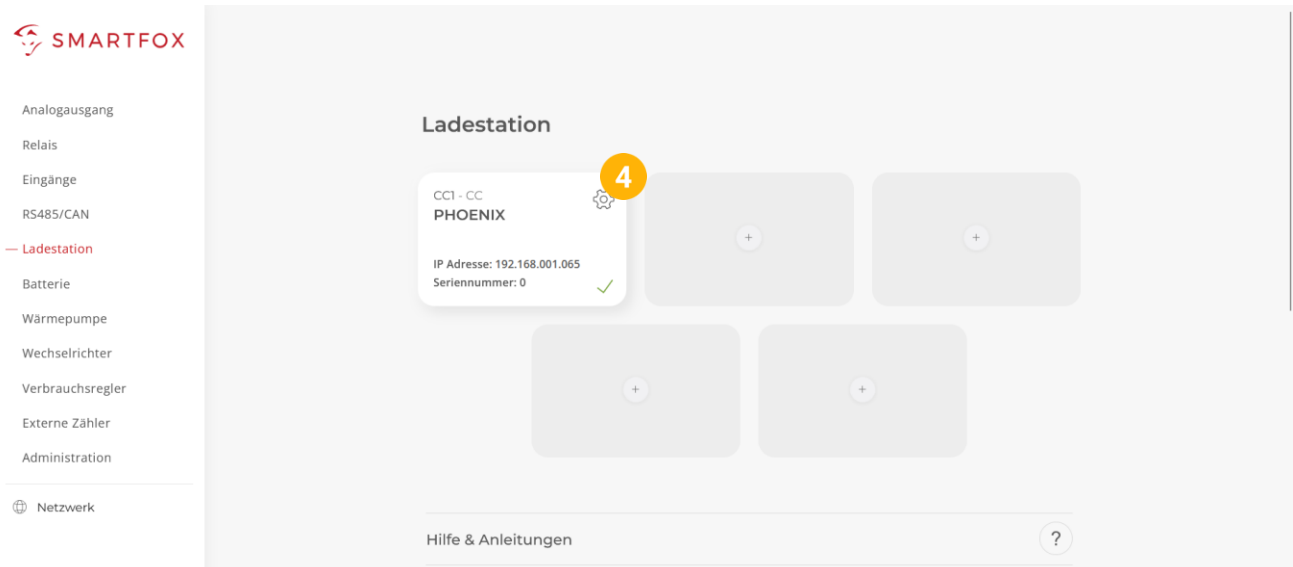 SMARTFOX
Analogausgang
Relais
Eingänge
RS485/CAN
Ladestation
Batterie
Wärmepumpe
Wechselrichter
Verbrauchsregler
Externe Zähler
Administration
Netzwerk
Ladestation
4
CC1 - CC
PHOENIX
IP Adresse: 192.168.001.065
Seriennummer: 0
+
+
+
+
Hilfe & Anleitungen
?